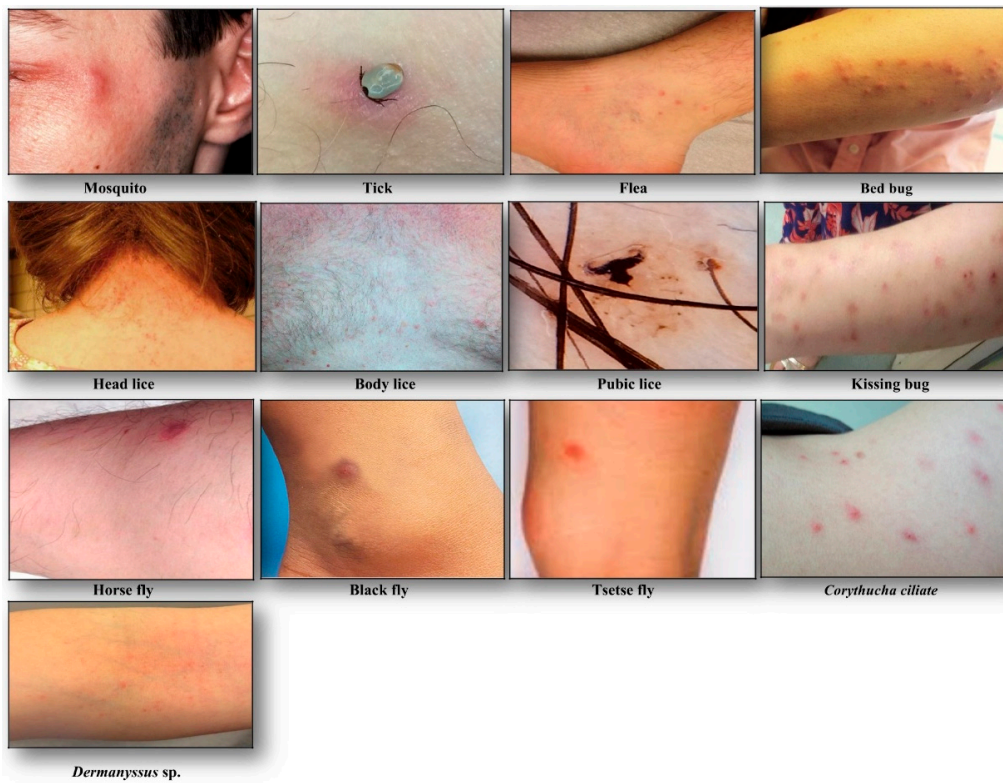 Mosquito
Tick
Flea
Bed bug
Head lice
Body lice
Pubic lice
Kissing bug
Horse fly
Black fly
Tsetse fly
Corythucha ciliate
Dermanyssus sp.